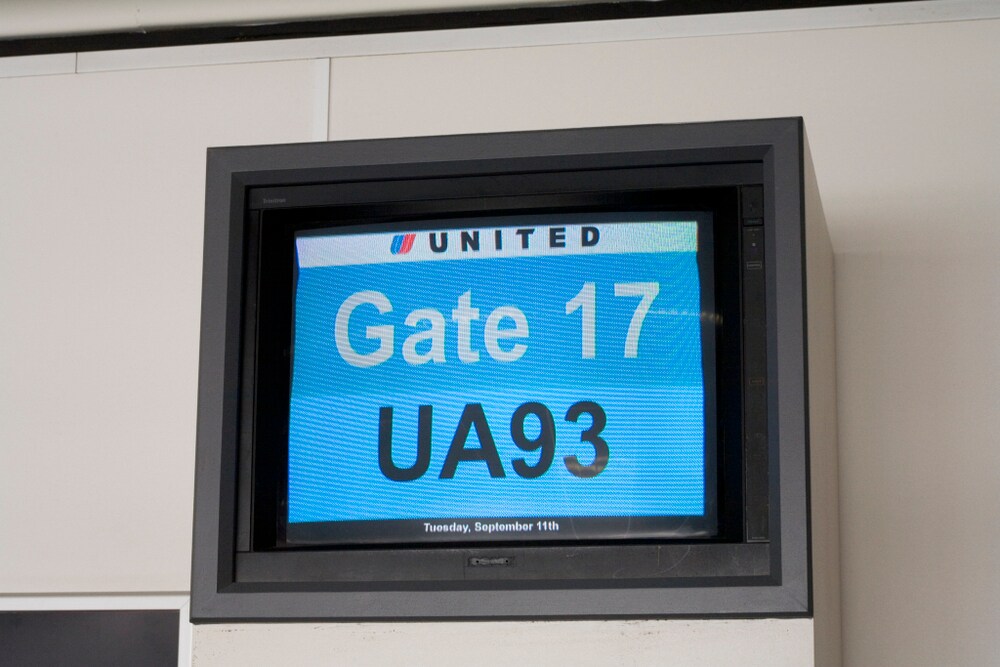 UNITED
Gate 17
UA93
Tuesday, September 11th